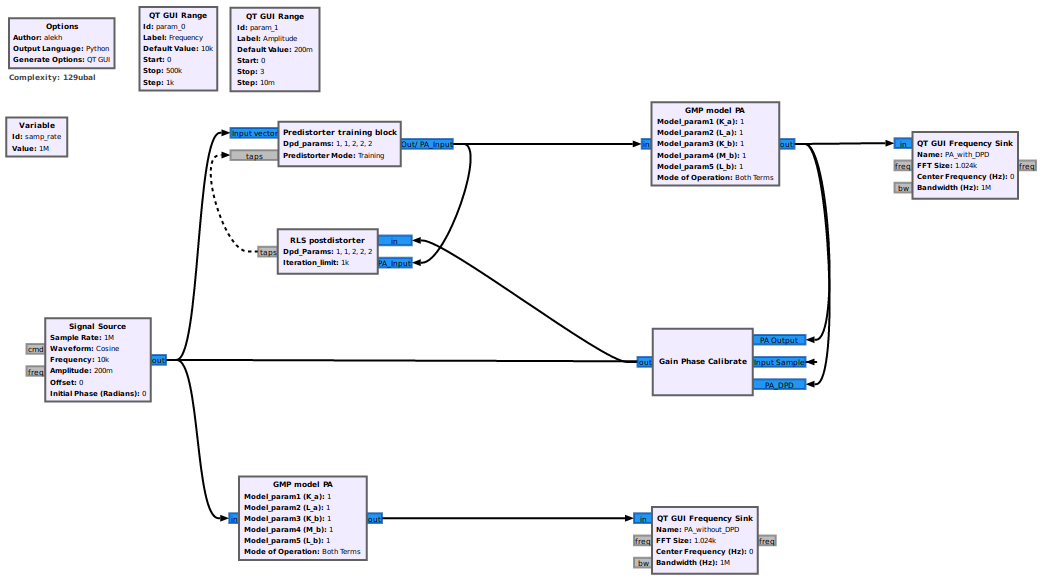 Options
Author: alekh
Output Language: Python
Generate Options: QT GUI
Complexity: 129ubal
QT GUI Range
Id: param_0
Label: Frequency
Default Value: 10k
Start: 0
Stop: 500k
Step: 1k
QT GUI Range
Id: param_1
Label: Amplitude
Default Value: 200m
Start: 0
Stop: 3
Step: 10m
Variable
Id: samp_rate
Value: 1M
Input vector
taps
Predistorter training block
Dpd_params: 1, 1, 2, 2, 2
Predistorter Mode: Training
Out/ PA_Input
in
GMP model PA
Model_param1 (K_a): 1
Model_param2 (L_a): 1
Model_param3 (K_b): 1
Model_param4 (M_b): 1
Model_param5 (L_b): 1
Mode of Operation: Both Terms
out
in
freq
bw
QT GUI Frequency Sink
Name: PA_with_DPD
FFT Size: 1.024k
Center Frequency (Hz): 0
Bandwidth (Hz): 1M
freq
taps
RLS postdistorter
Dpd_Params: 1, 1, 2, 2, 2
Iteration_limit: 1k
in
PA_Input
cmd
freq
Signal Source
Sample Rate: 1M
Waveform: Cosine
Frequency: 10k
Amplitude: 200m
Offset: 0
Initial Phase (Radians): 0
out
out
Gain Phase Calibrate
PA Output
Input Sample
PA_DPD
in
GMP model PA
Model_param1 (K_a): 1
Model_param2 (L_a): 1
Model_param3 (K_b): 1
Model_param4 (M_b): 1
Model_param5 (L_b): 1
Mode of Operation: Both Terms
out
in
freq
bw
QT GUI Frequency Sink
Name: PA_without_DPD
FFT Size: 1.024k
Center Frequency (Hz): 0
Bandwidth (Hz): 1M
freq